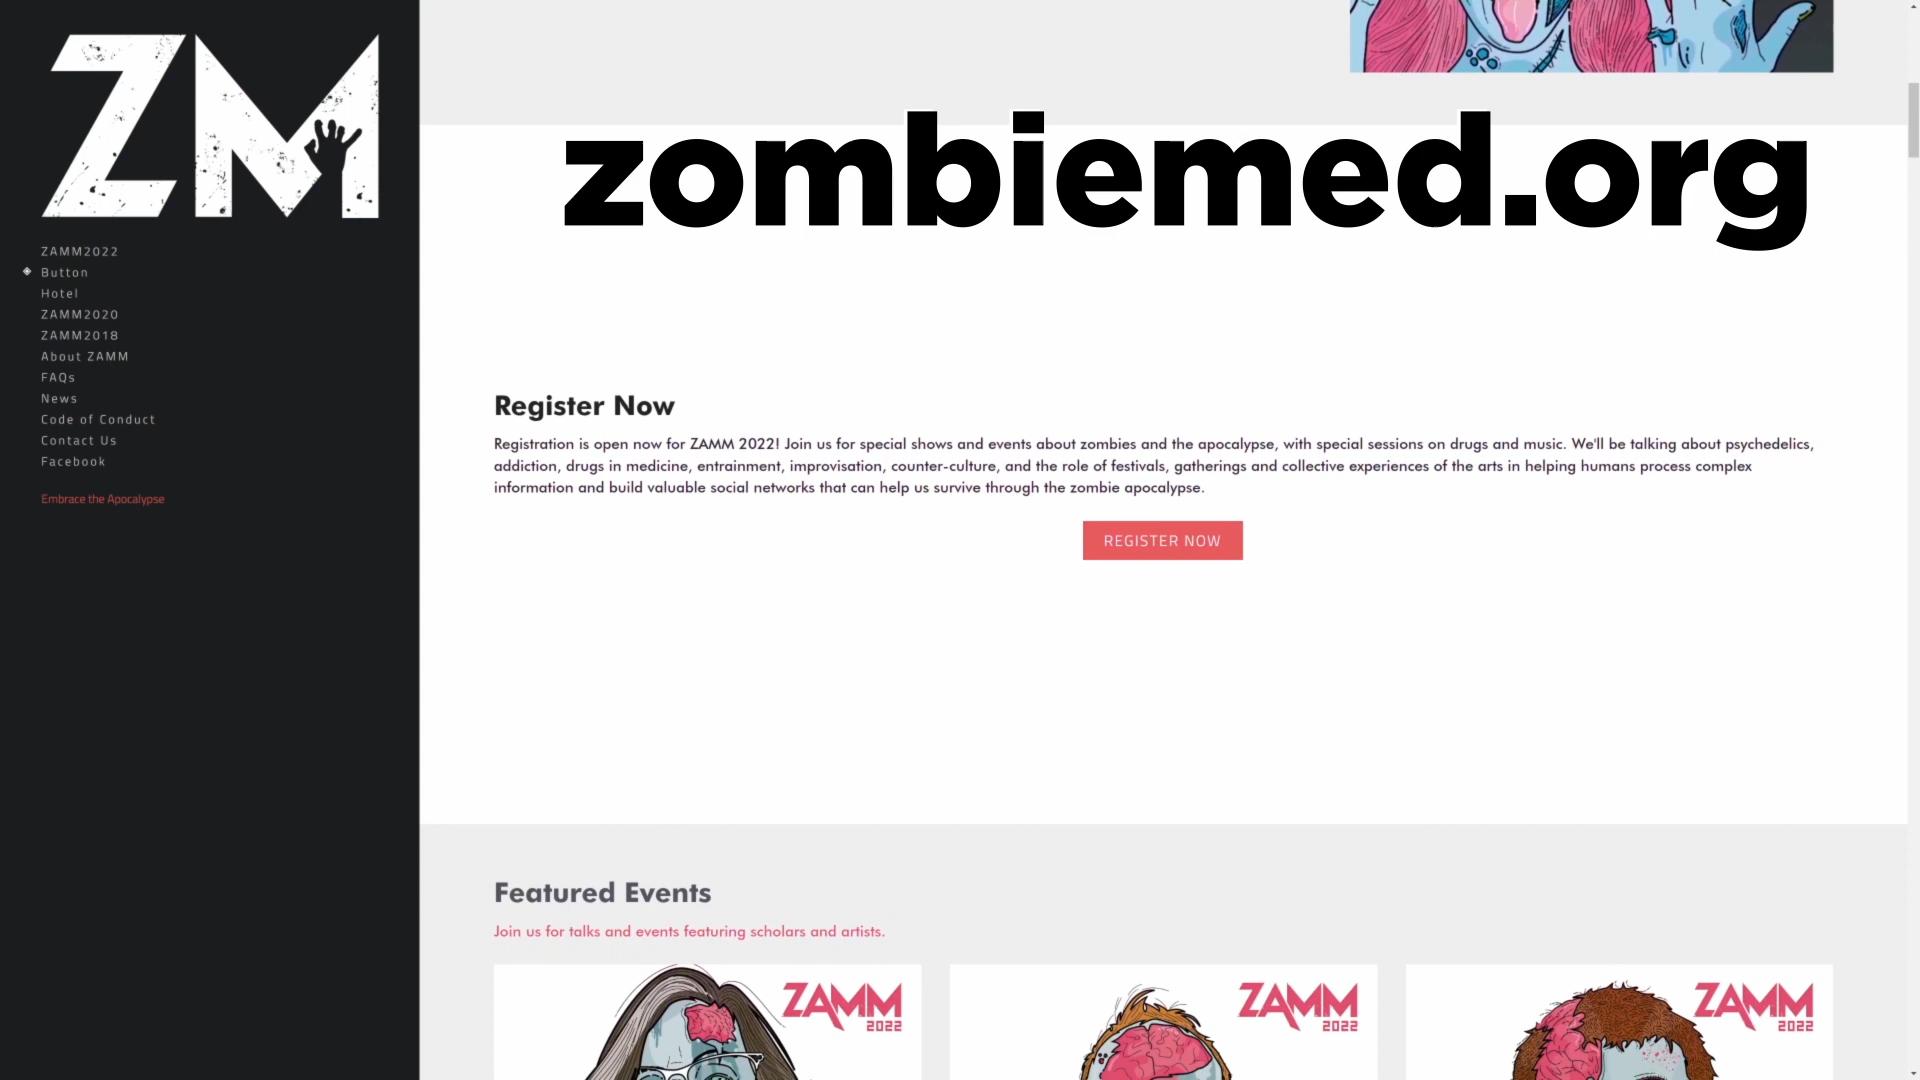 ZM
ZAMM2022
Button
Hotel
ZAMM2020
ZAMM2018
About ZAMM
FAQs
News
Code of Conduct
Contact Us
Facebook
Embrace the Apocalypse
zombiemed.org
Register Now
Registration is open now for ZAMM 2022! Join us for special shows and events about zombies and the apocalypse, with special sessions on drugs and music. We'll be talking about psychedelics,
addiction, drugs in medicine, entrainment, improvisation, counter-culture, and the role of festivals, gatherings and collective experiences of the arts in helping humans process complex
information and build valuable social networks that can help us survive through the zombie apocalypse.
REGISTER NOW
Featured Events
Join us for talks and events featuring scholars and artists.
ZAMM
2022
ZAMM
2022
ZAMM
2022